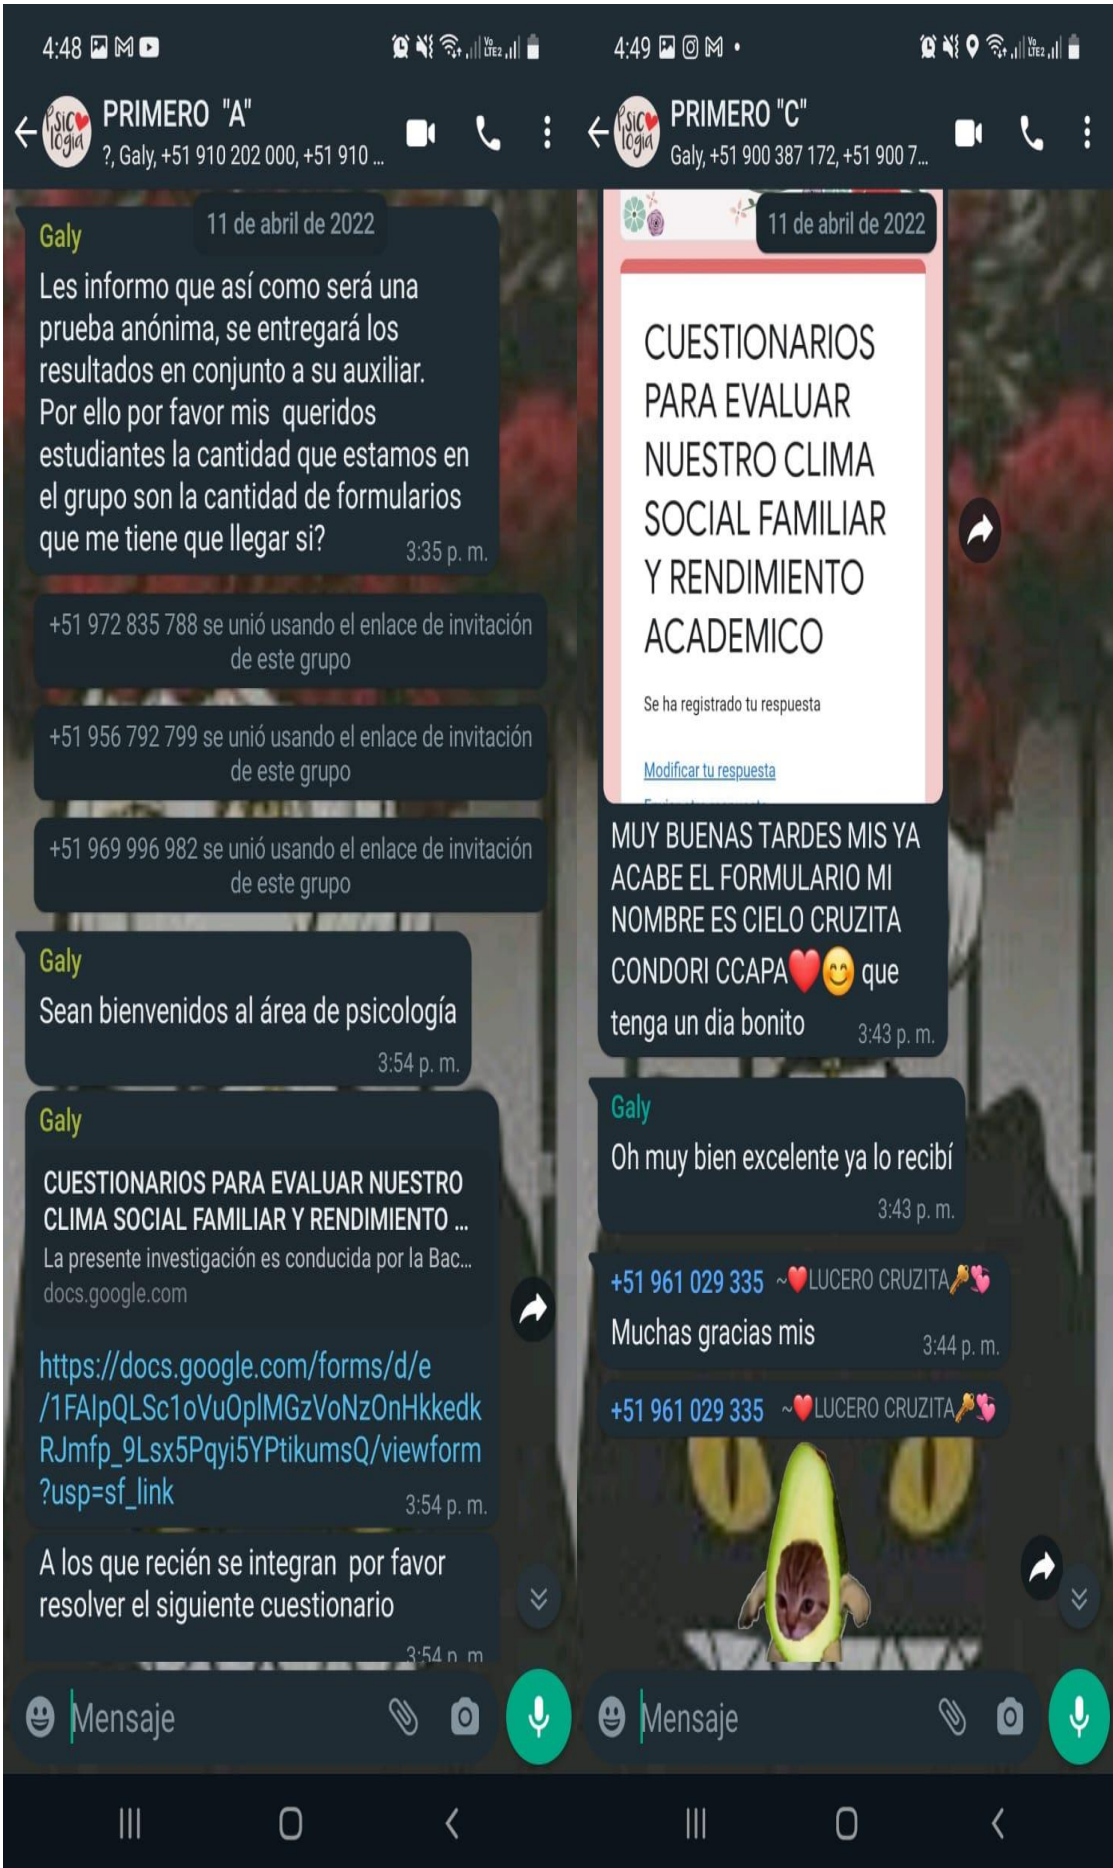 4:48
Psicología
PRIMERO "A"
?, Galy, +51 910 202 000, +51 910 ...
11 de abril de 2022
Galy
Les informo que así como será una
prueba anónima, se entregará los
resultados en conjunto a su auxiliar.
Por ello por favor mis queridos
estudiantes la cantidad que estamos en
el grupo son la cantidad de formularios
que me tiene que llegar si?
3:35 p. m.
+51 972 835 788 se unió usando el enlace de invitación
de este grupo
+51 956 792 799 se unió usando el enlace de invitación
de este grupo
+51 969 996 982 se unió usando el enlace de invitación
de este grupo
Galy
Sean bienvenidos al área de psicología
3:54 p. m.
Galy
CUESTIONARIOS PARA EVALUAR NUESTRO
CLIMA SOCIAL FAMILIAR Y RENDIMIENTO ...
La presente investigación es conducida por la Bac...
docs.google.com
https://docs.google.com/forms/d/e
/1FAIpQLSc1oVuOplMGzVoNzOnHkkedk
RJmfp_9Lsx5Pqyi5YPtikumsQ/viewform
?usp=sf_link
3:54 p. m.
A los que recién se integran por favor
resolver el siguiente cuestionario
3:54 p. m.
Mensaje
4:49
Psicología
PRIMERO "C"
Galy, +51 900 387 172, +51 900 7...
11 de abril de 2022
CUESTIONARIOS
PARA EVALUAR
NUESTRO CLIMA
SOCIAL FAMILIAR
Y RENDIMIENTO
ACADEMICO
Se ha registrado tu respuesta
Modificar tu respuesta
MUY BUENAS TARDES MIS YA
ACABE EL FORMULARIO MI
NOMBRE ES CIELO CRUZITA
CONDORI CCAPA❤️😊 que
tenga un dia bonito
3:43 p. m.
Galy
Oh muy bien excelente ya lo recibí
3:43 p. m.
+51 961 029 335 ~❤️LUCERO CRUZITA🔑💞
Muchas gracias mis
3:44 p. m.
+51 961 029 335 ~❤️LUCERO CRUZITA🔑💞
Mensaje